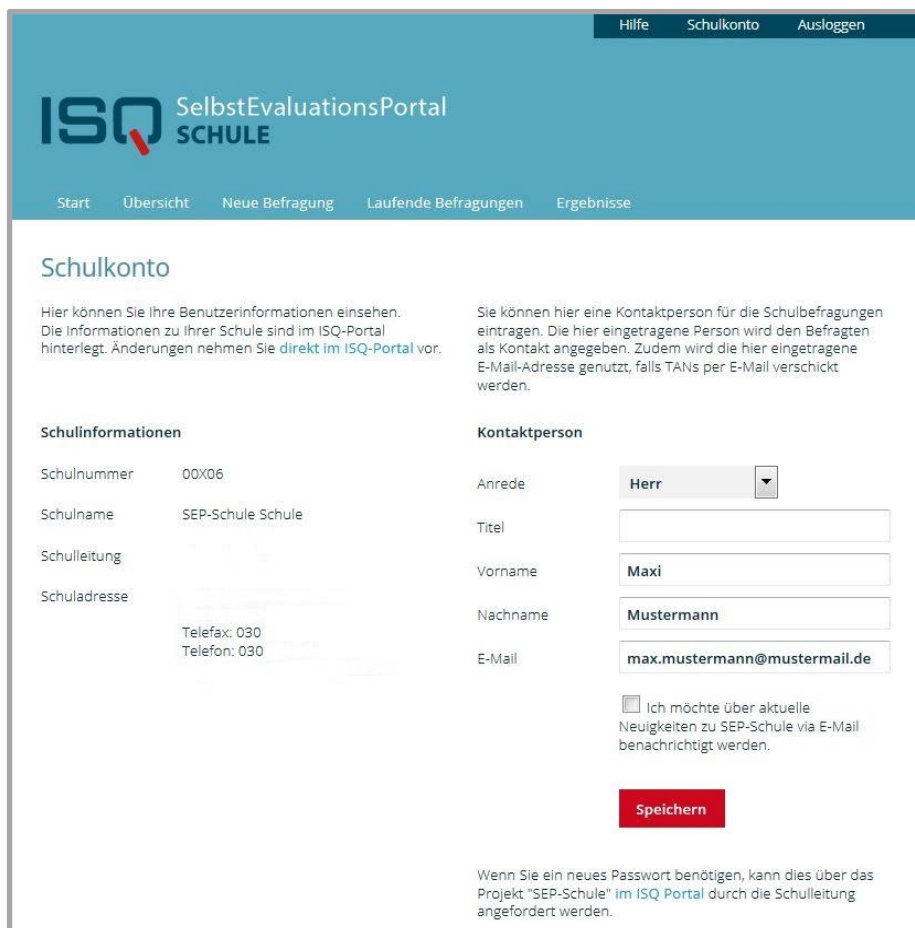 Hilfe Schulkonto Ausloggen
ISQ SelbstEvaluationsPortal
SCHULE
Start Übersicht Neue Befragung Laufende Befragungen Ergebnisse
Schulkonto
Hier können Sie Ihre Benutzerinformationen einsehen.
Die Informationen zu Ihrer Schule sind im ISQ-Portal
hinterlegt. Änderungen nehmen Sie direkt im ISQ-Portal vor.
Sie können hier eine Kontaktperson für die Schulbefragungen
eintragen. Die hier eingetragene Person wird den Befragten
als Kontakt angegeben. Zudem wird die hier eingetragene
E-Mail-Adresse genutzt, falls TANs per E-Mail verschickt
werden.
Schulinformationen
Schulnummer 00X06
Schulname SEP-Schule Schule
Schulleitung
Schuladresse
Telefax: 030
Telefon: 030
Kontaktperson
Anrede Herr
Titel
Vorname Maxi
Nachname Mustermann
E-Mail max.mustermann@mustermail.de
Ich möchte über aktuelle
Neuigkeiten zu SEP-Schule via E-Mail
benachrichtigt werden.
Speichern
Wenn Sie ein neues Passwort benötigen, kann dies über das
Projekt "SEP-Schule" im ISQ Portal durch die Schulleitung
angefordert werden.